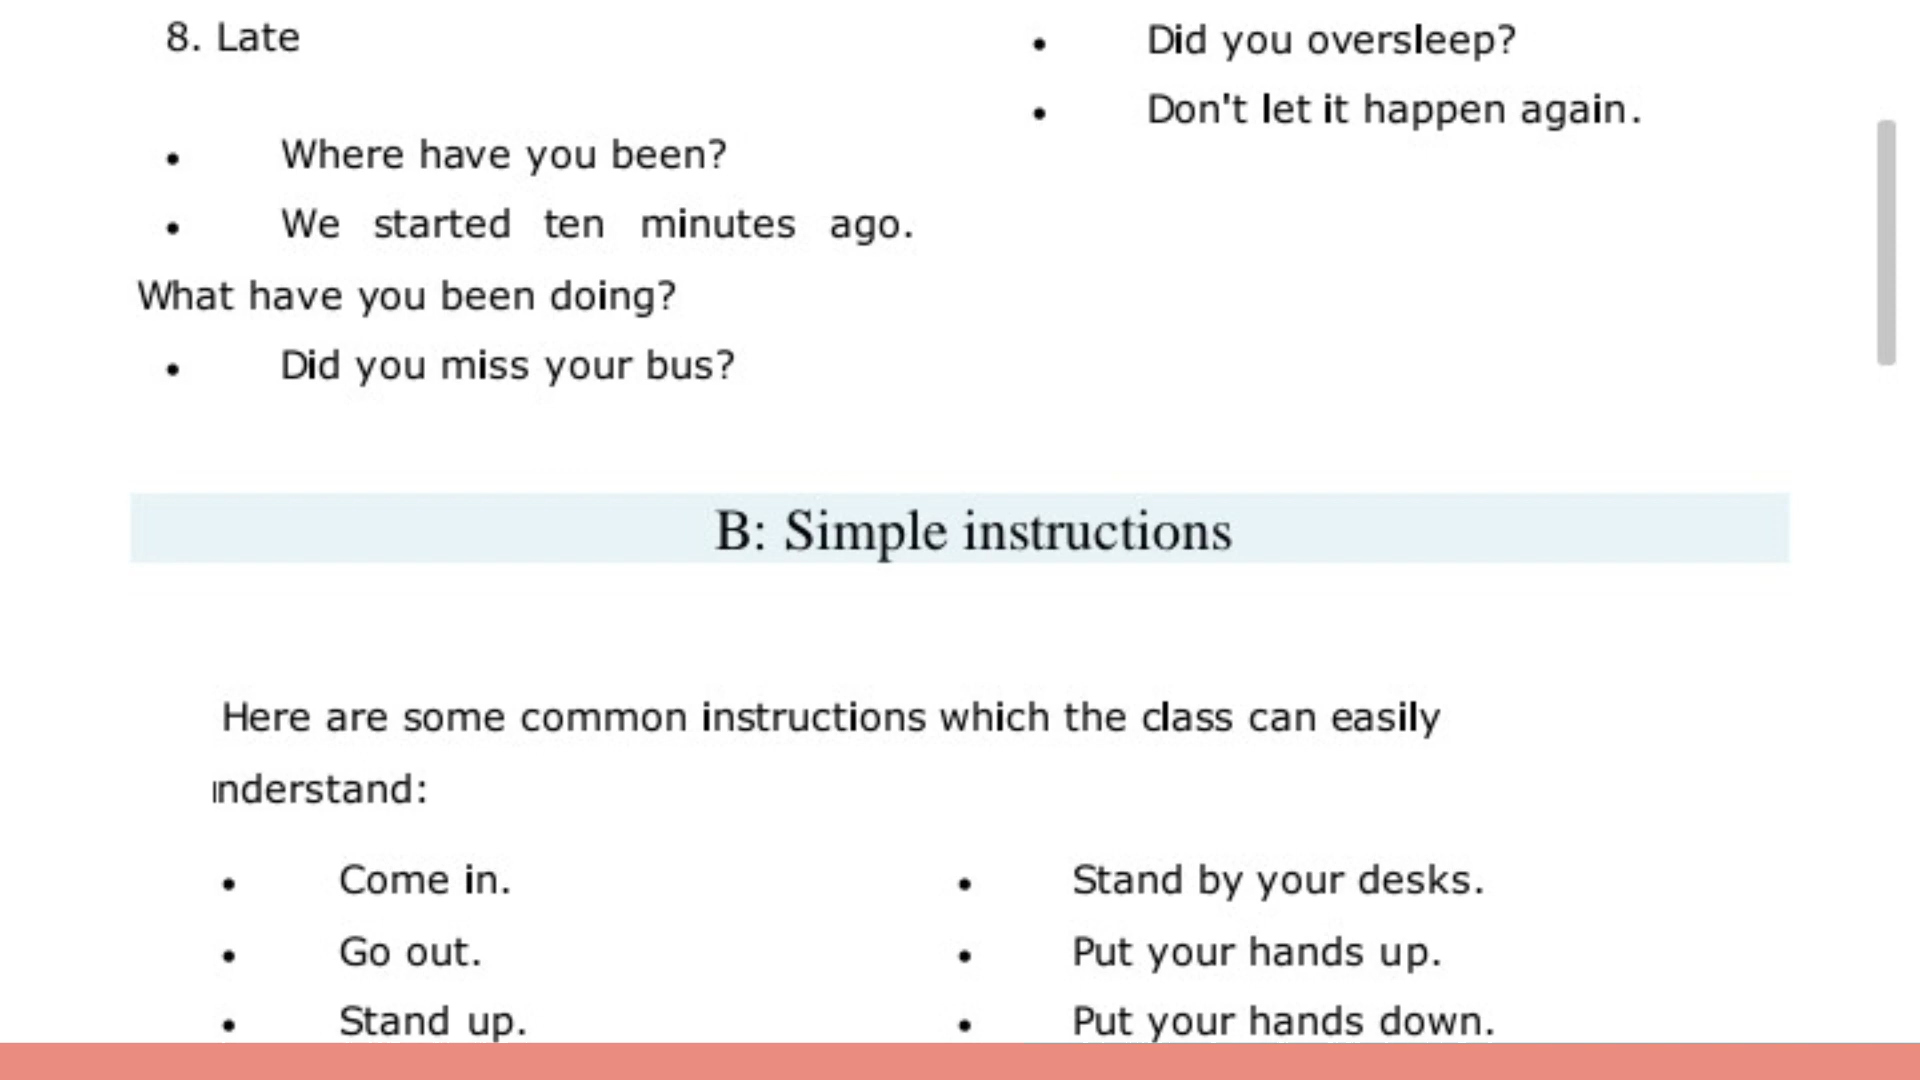 8. Late
• Where have you been?
• We started ten minutes ago.
What have you been doing?
• Did you miss your bus?
• Did you oversleep?
• Don't let it happen again.
B: Simple instructions
Here are some common instructions which the class can easily
nderstand:
• Come in.
• Go out.
• Stand up.
• Stand by your desks.
• Put your hands up.
• Put your hands down.